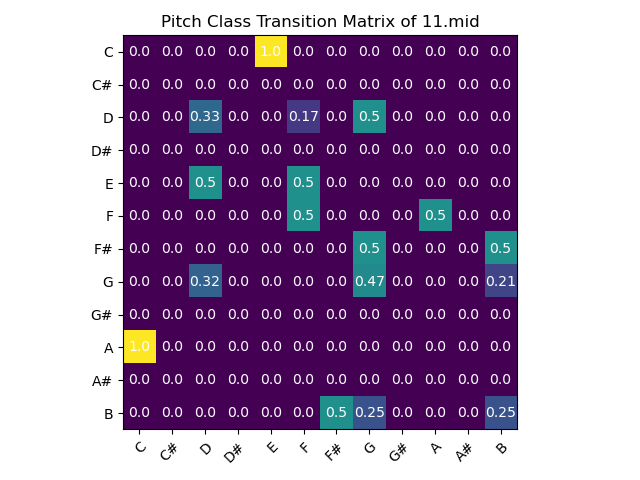 Pitch Class Transition Matrix of 11.mid
C 0.0 0.0 0.0 0.0 1.0 0.0 0.0 0.0 0.0 0.0 0.0 0.0
C# 0.0 0.0 0.0 0.0 0.0 0.0 0.0 0.0 0.0 0.0 0.0 0.0
D 0.0 0.0 0.33 0.0 0.0 0.17 0.0 0.5 0.0 0.0 0.0 0.0
D# 0.0 0.0 0.0 0.0 0.0 0.0 0.0 0.0 0.0 0.0 0.0 0.0
E 0.0 0.0 0.5 0.0 0.0 0.5 0.0 0.0 0.0 0.0 0.0 0.0
F 0.0 0.0 0.0 0.0 0.0 0.5 0.0 0.0 0.0 0.5 0.0 0.0
F# 0.0 0.0 0.0 0.0 0.0 0.0 0.0 0.5 0.0 0.0 0.0 0.5
G 0.0 0.0 0.32 0.0 0.0 0.0 0.0 0.47 0.0 0.0 0.0 0.21
G# 0.0 0.0 0.0 0.0 0.0 0.0 0.0 0.0 0.0 0.0 0.0 0.0
A 1.0 0.0 0.0 0.0 0.0 0.0 0.0 0.0 0.0 0.0 0.0 0.0
A# 0.0 0.0 0.0 0.0 0.0 0.0 0.0 0.0 0.0 0.0 0.0 0.0
B 0.0 0.0 0.0 0.0 0.0 0.0 0.5 0.25 0.0 0.0 0.0 0.25
C C# D D# E F F# G G# A A# B